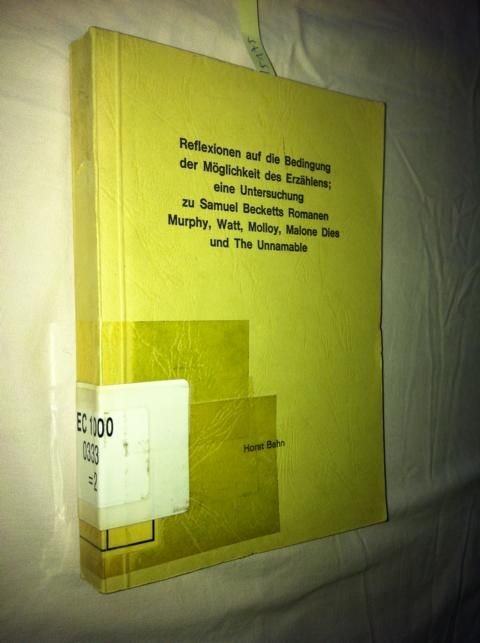 Reflexionen auf die Bedingung
der Möglichkeit des Erzählens;
eine Untersuchung
zu Samuel Becketts Romanen
Murphy, Watt, Molloy, Malone Dies
und The Unnamable
Horst Bahn
EC 1000
0333
=2